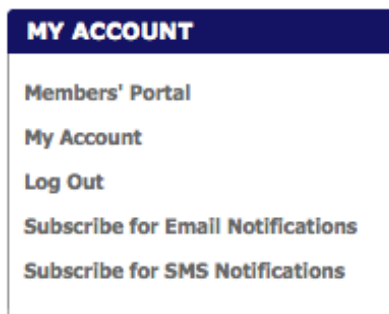 MY ACCOUNT
Members' Portal
My Account
Log Out
Subscribe for Email Notifications
Subscribe for SMS Notifications